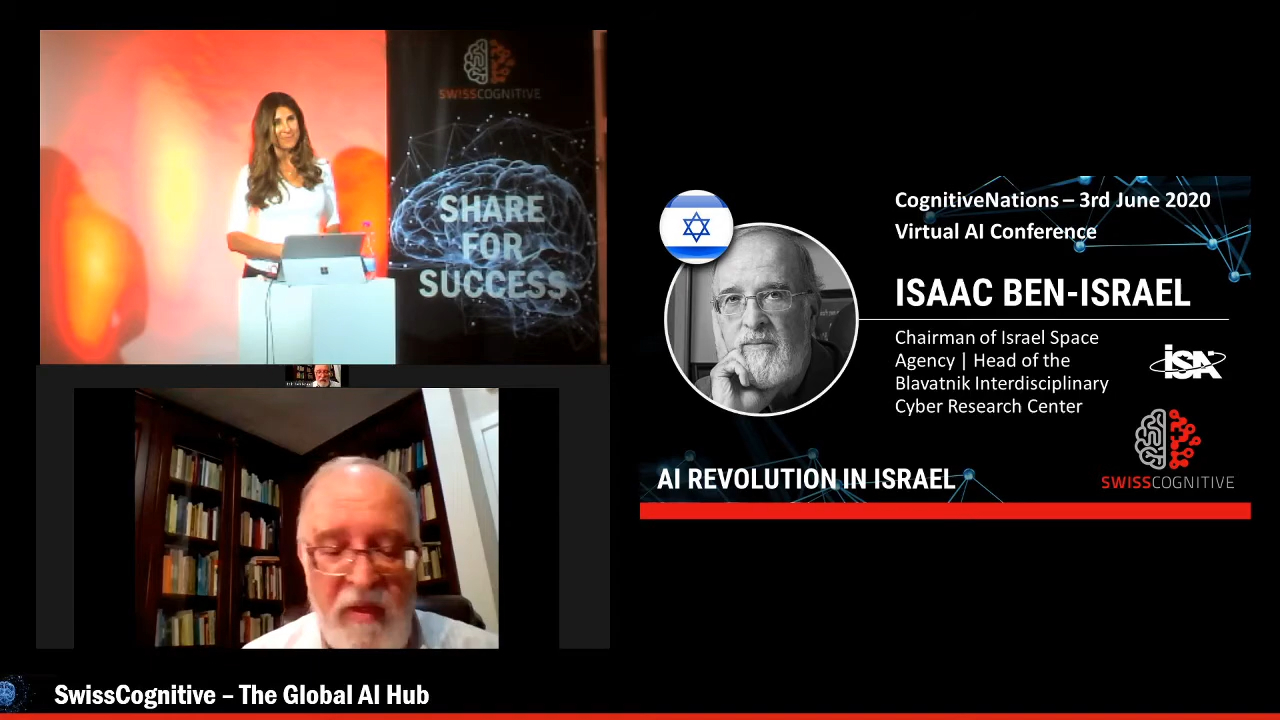 SWISSCOGNITIVE
SHARE
FOR
SUCCESS
CognitiveNations – 3rd June 2020
Virtual AI Conference
ISAAC BEN-ISRAEL
Chairman of Israel Space
Agency | Head of the
Blavatnik Interdisciplinary
Cyber Research Center
ISA
AI REVOLUTION IN ISRAEL
SWISSCOGNITIVE
SwissCognitive – The Global AI Hub